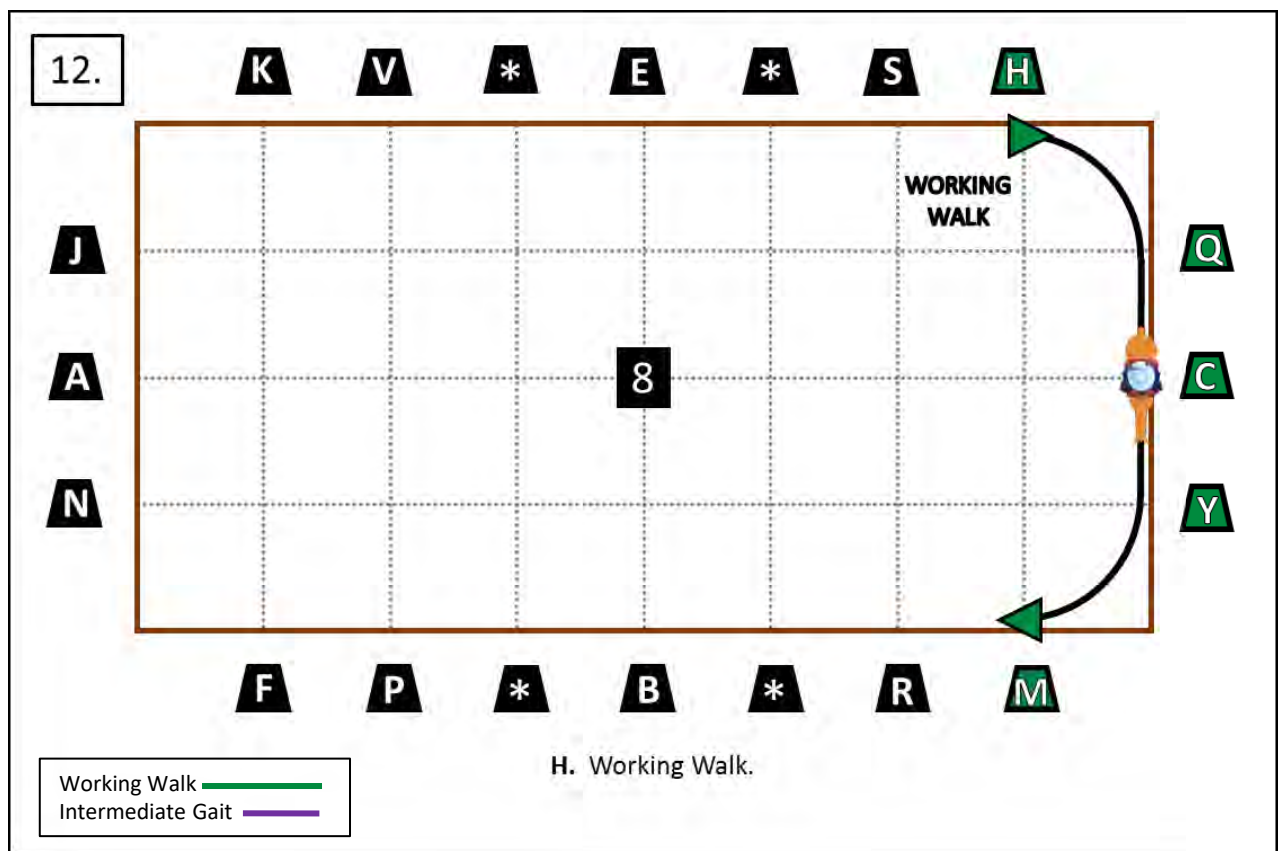 12.
K V * E * S H
WORKING
WALK
J
Q
8
A
C
N
Y
F P * B * R M
H. Working Walk.
Working Walk
Intermediate Gait